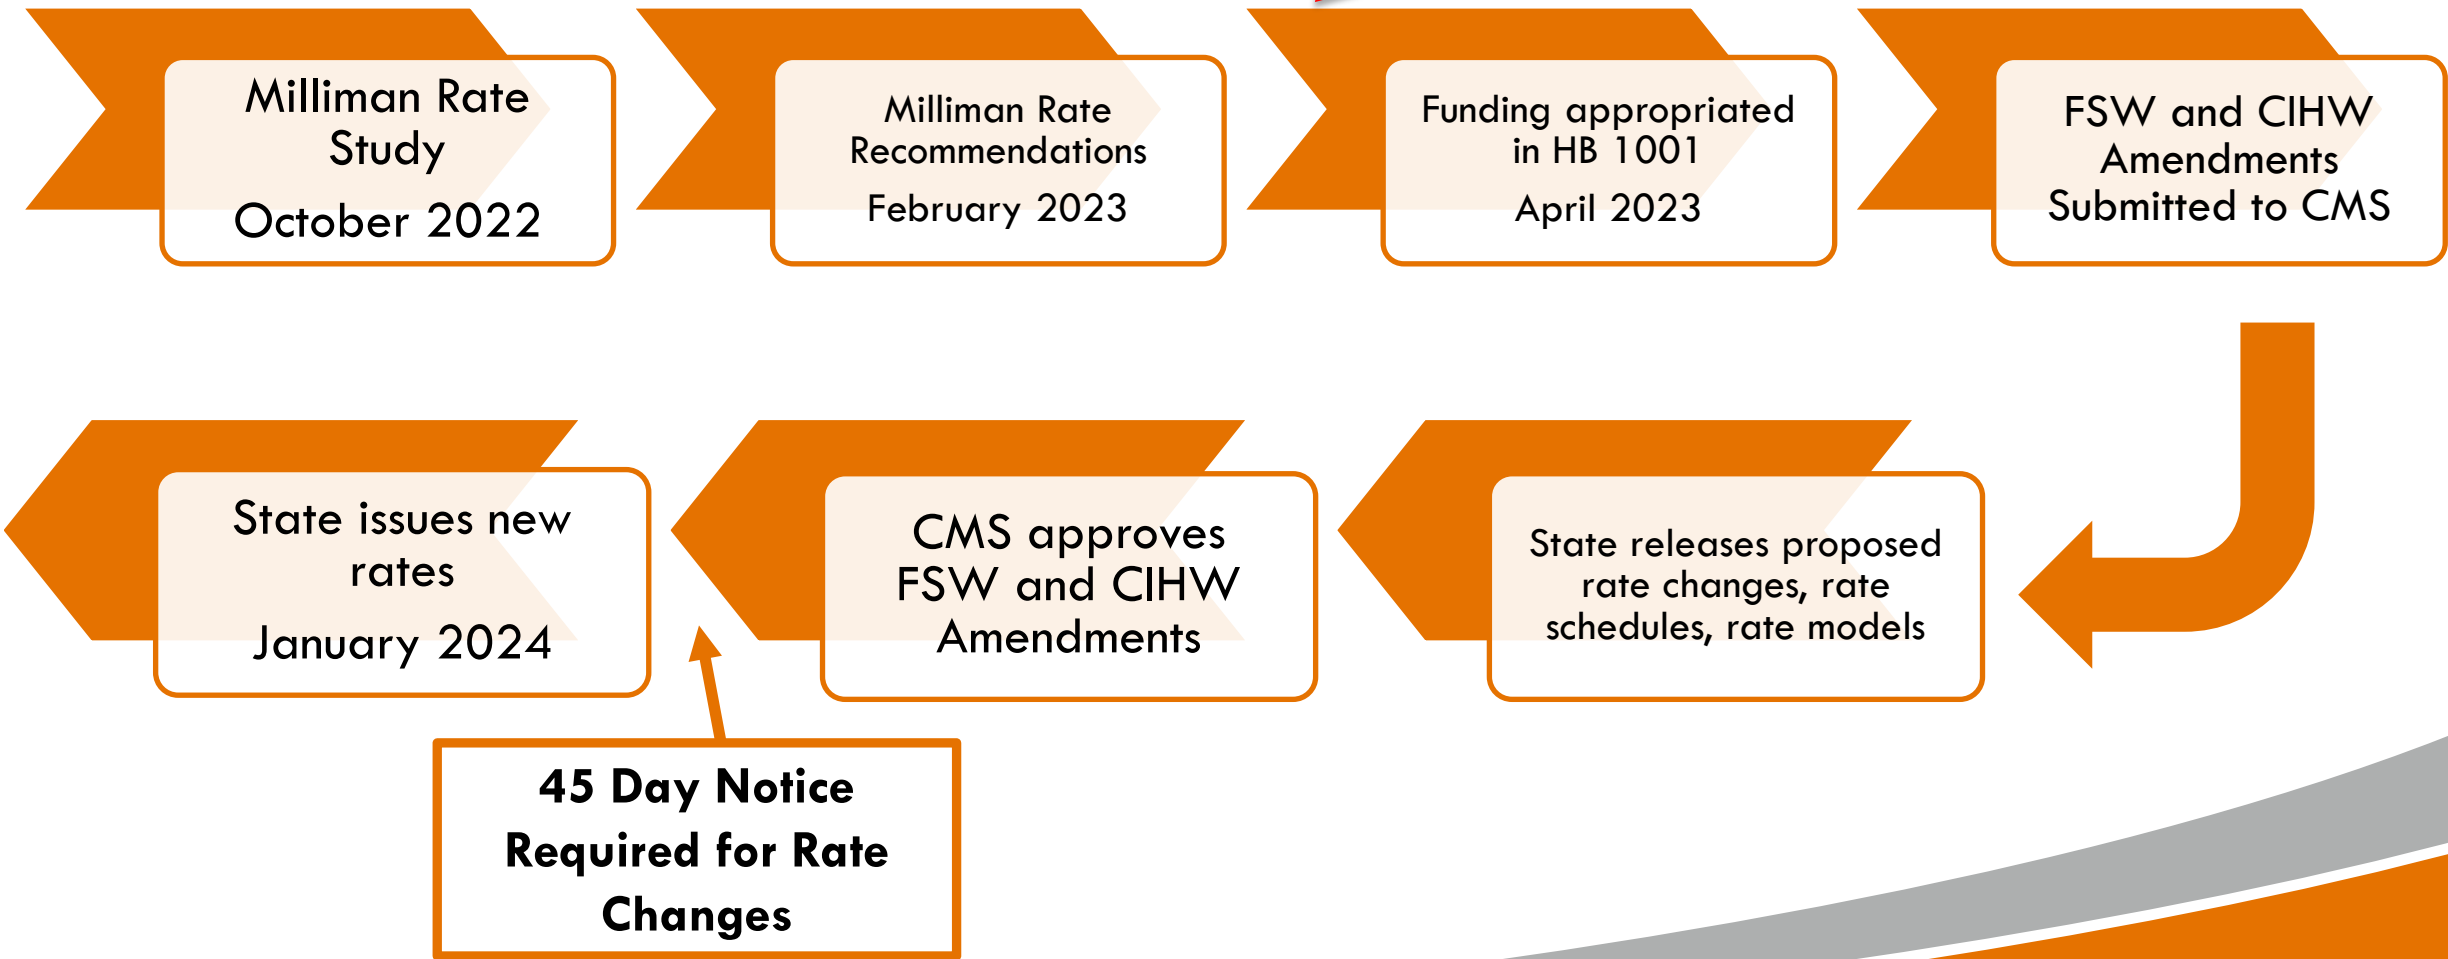 Milliman Rate
Study
October 2022
Milliman Rate
Recommendations
February 2023
Funding appropriated
in HB 1001
April 2023
FSW and CIHW
Amendments
Submitted to CMS
State releases proposed
rate changes, rate
schedules, rate models
CMS approves
FSW and CIHW
Amendments
State issues new
rates
January 2024
45 Day Notice
Required for Rate
Changes